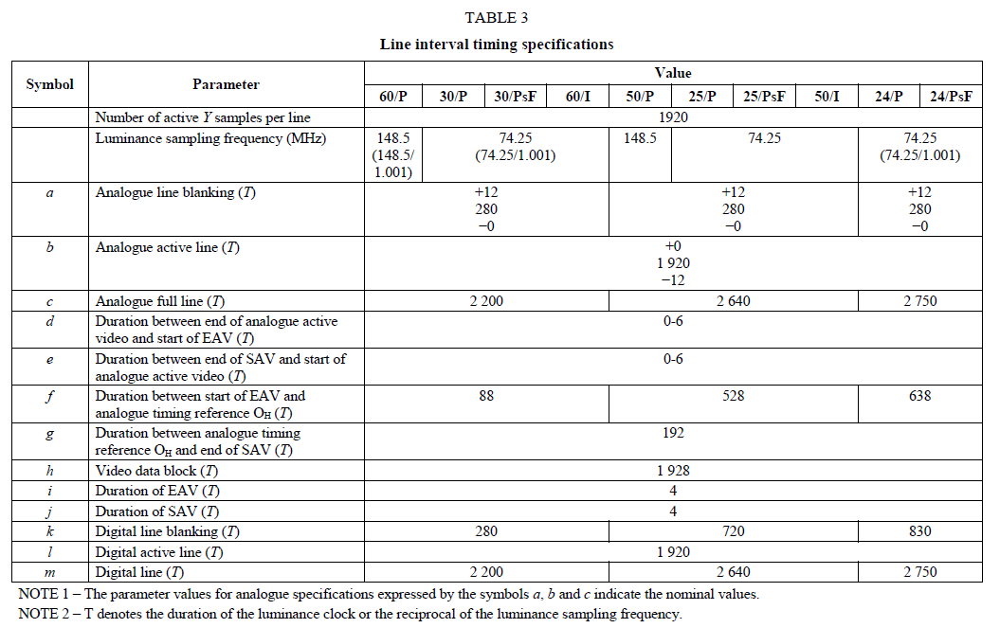 TABLE 3
Line interval timing specifications
Symbol Parameter Value
60/P 30/P 30/PsF 60/I 50/P 25/P 25/PsF 50/I 24/P 24/PsF
Number of active Y samples per line 1920
Luminance sampling frequency (MHz) 148.5 74.25 148.5 74.25 74.25
(148.5/ (74.25/1.001) (74.25/1.001)
1.001)
a Analogue line blanking (T) +12 +12 +12
280 280 280
−0 −0 −0
b Analogue active line (T) +0
1 920
−12
c Analogue full line (T) 2 200 2 640 2 750
d Duration between end of analogue active 0-6
video and start of EAV (T)
e Duration between end of SAV and start of 0-6
analogue active video (T)
f Duration between start of EAV and 88 528 638
analogue timing reference OH (T)
g Duration between analogue timing 192
reference OH and end of SAV (T)
h Video data block (T) 1 928
i Duration of EAV (T) 4
j Duration of SAV (T) 4
k Digital line blanking (T) 280 720 830
l Digital active line (T) 1 920
m Digital line (T) 2 200 2 640 2 750
NOTE 1 – The parameter values for analogue specifications expressed by the symbols a, b and c indicate the nominal values.
NOTE 2 – T denotes the duration of the luminance clock or the reciprocal of the luminance sampling frequency.